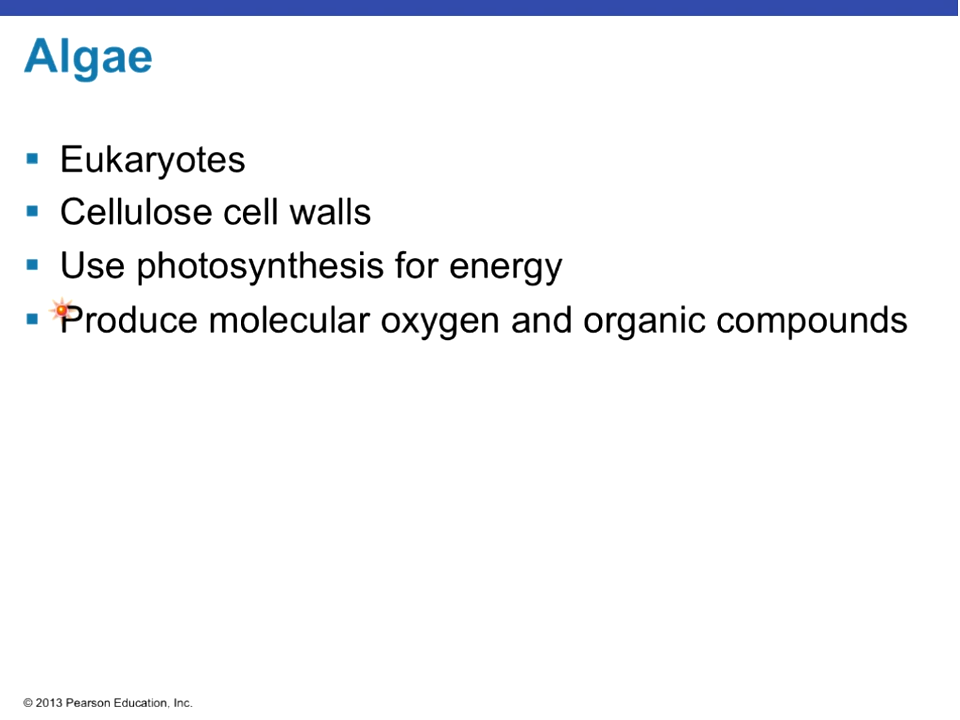 Algae
Eukaryotes
Cellulose cell walls
Use photosynthesis for energy
Produce molecular oxygen and organic compounds
© 2013 Pearson Education, Inc.